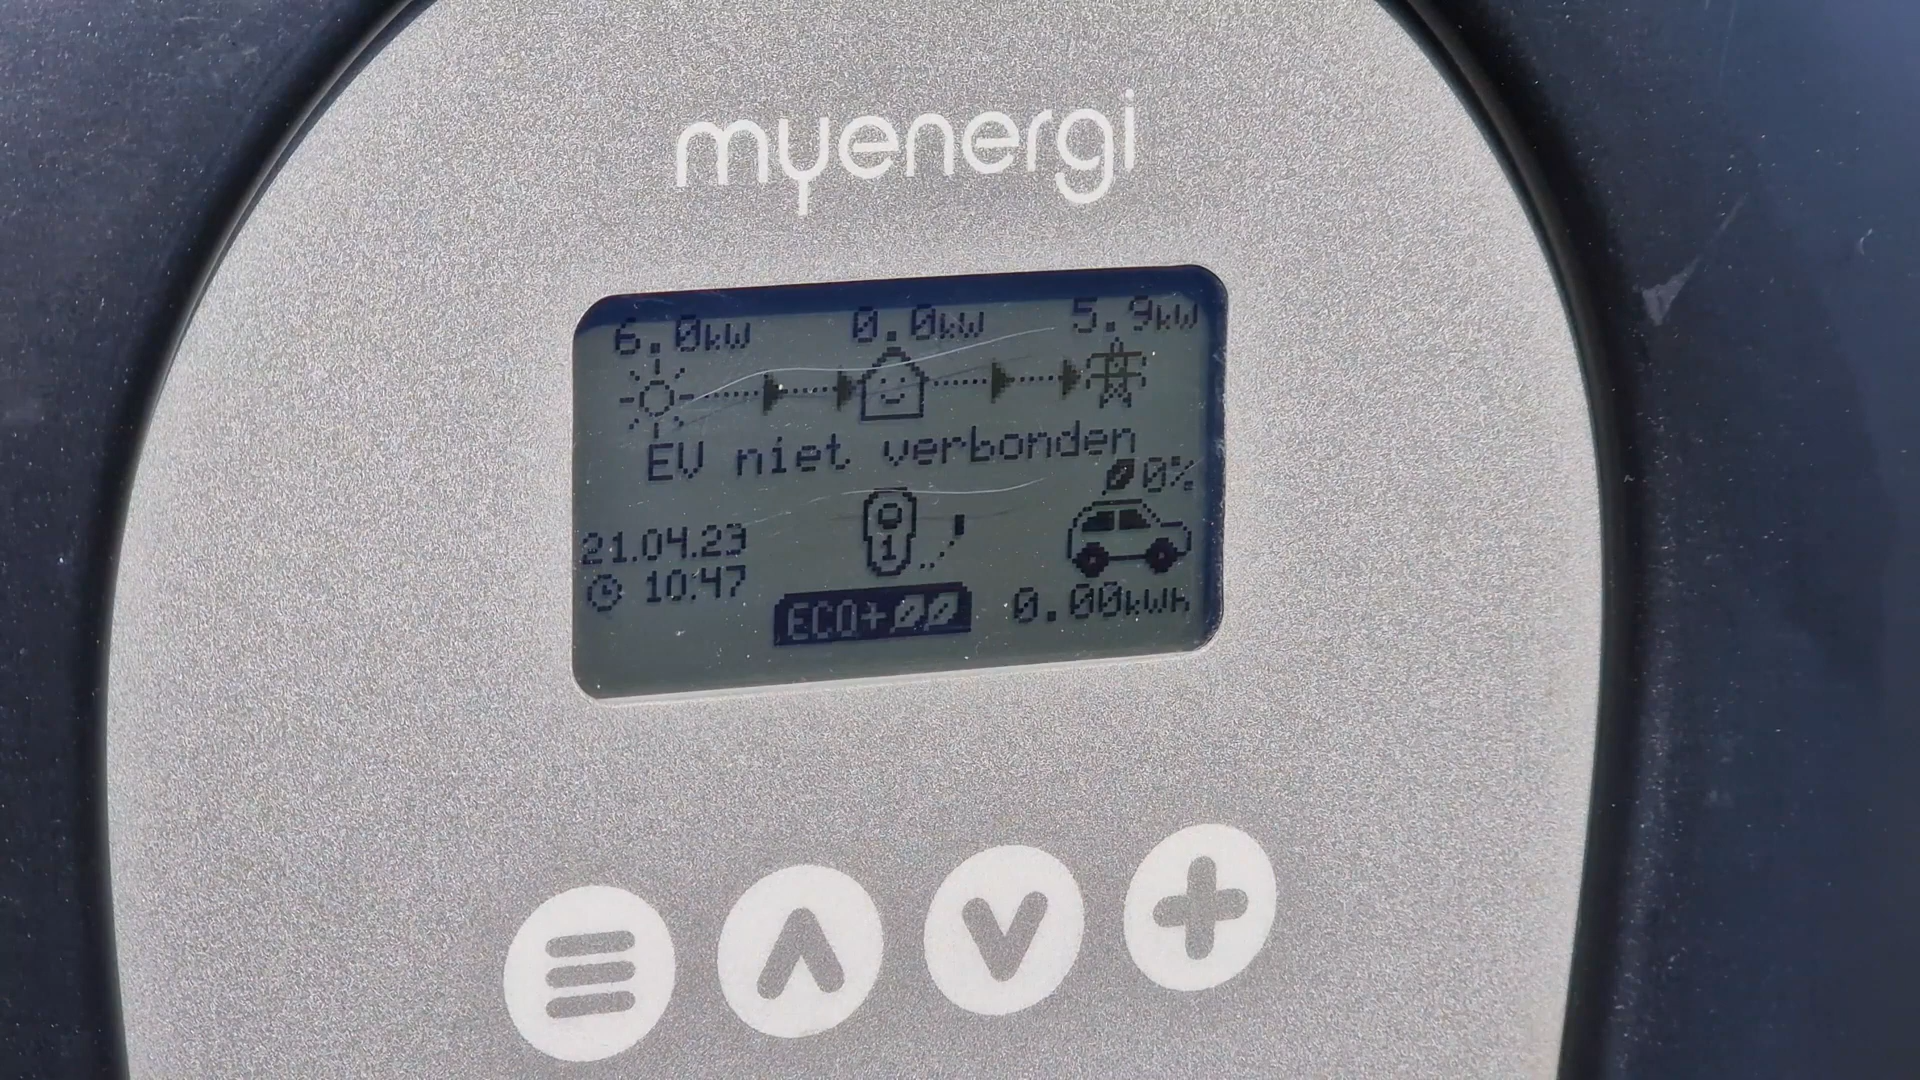 myenergi
6.0kW 0.0kW 5.9kW
EV niet verbonden
0%
21.04.23
1
10:47
ECO+
0.00kWh